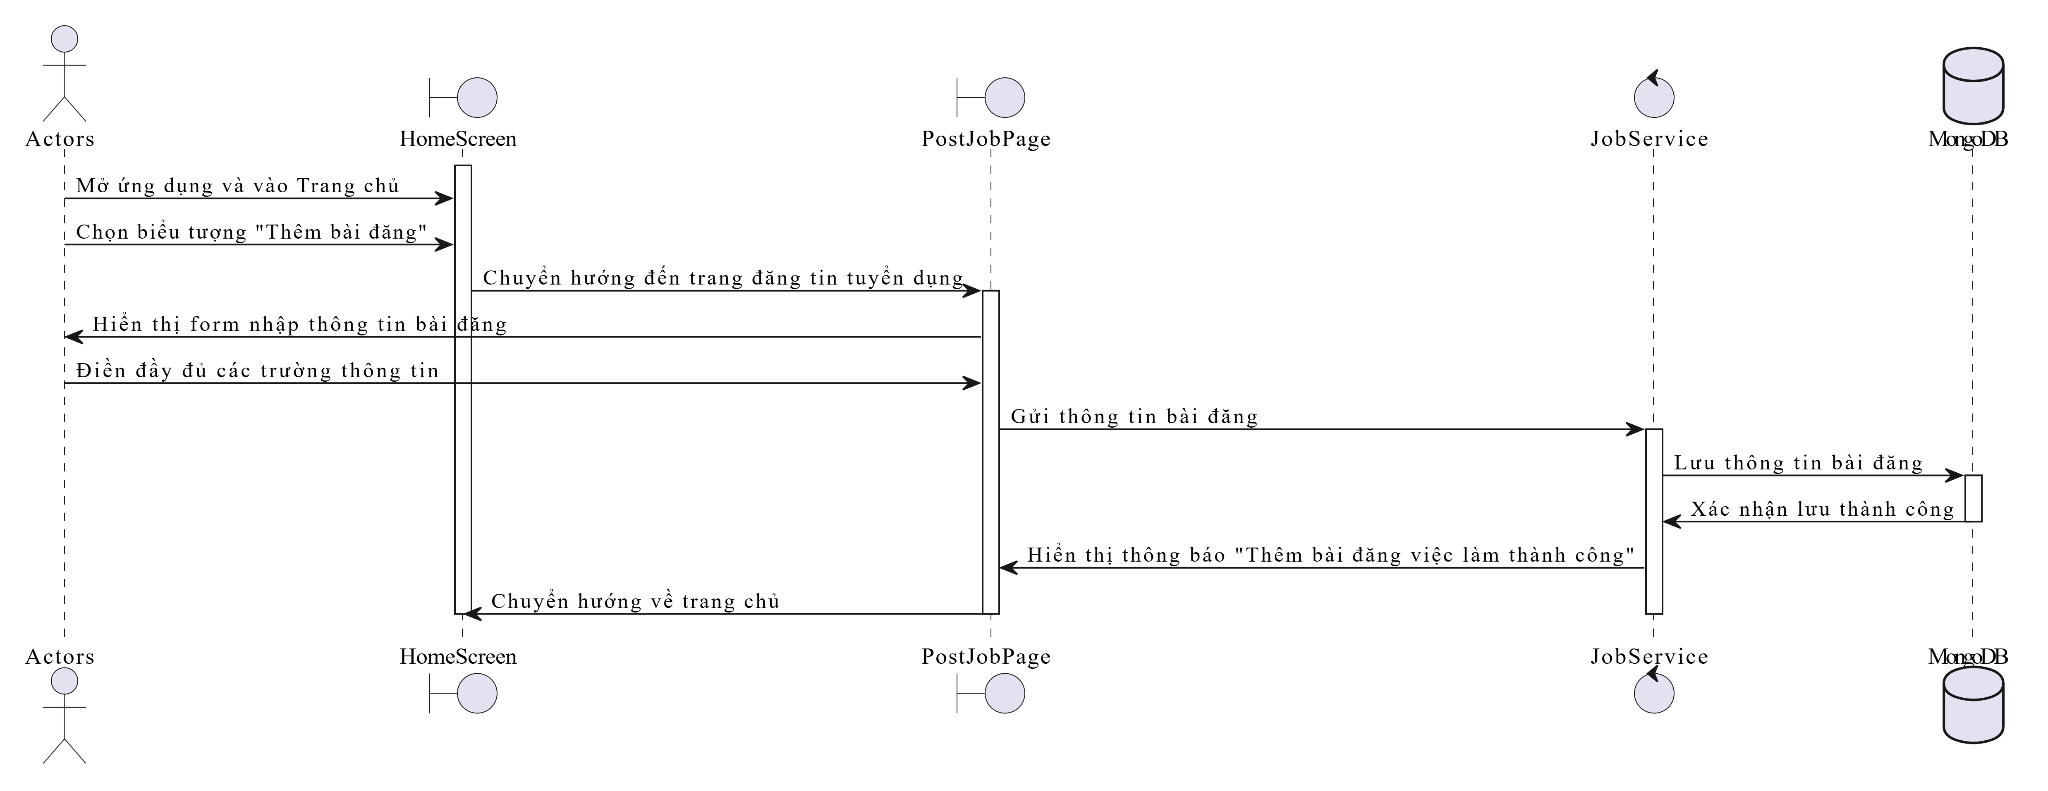 Actors
HomeScreen
PostJobPage
JobService
MongoDB
Mở ứng dụng và vào Trang chủ
Chọn biểu tượng "Thêm bài đăng"
Chuyển hướng đến trang đăng tin tuyển dụng
Hiển thị form nhập thông tin bài đăng
Điền đầy đủ các trường thông tin
Gửi thông tin bài đăng
Lưu thông tin bài đăng
Xác nhận lưu thành công
Hiển thị thông báo "Thêm bài đăng việc làm thành công"
Chuyển hướng về trang chủ
Actors
HomeScreen
PostJobPage
JobService
MongoDB